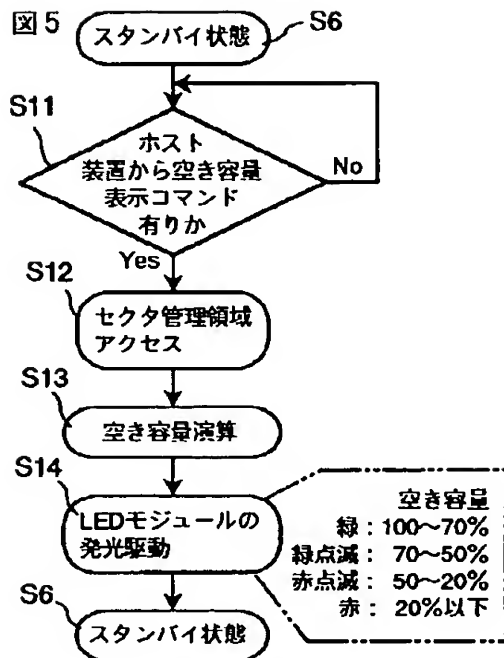 図5
スタンバイ状態
S6
S11
ホスト
装置から空き容量
表示コマンド
有りか
No
Yes
S12
セクタ管理領域
アクセス
S13
空き容量演算
S14
LEDモジュールの
発光駆動
空き容量
緑：100～70%
緑点滅： 70～50%
赤点滅： 50～20%
赤： 20%以下
S6
スタンバイ状態